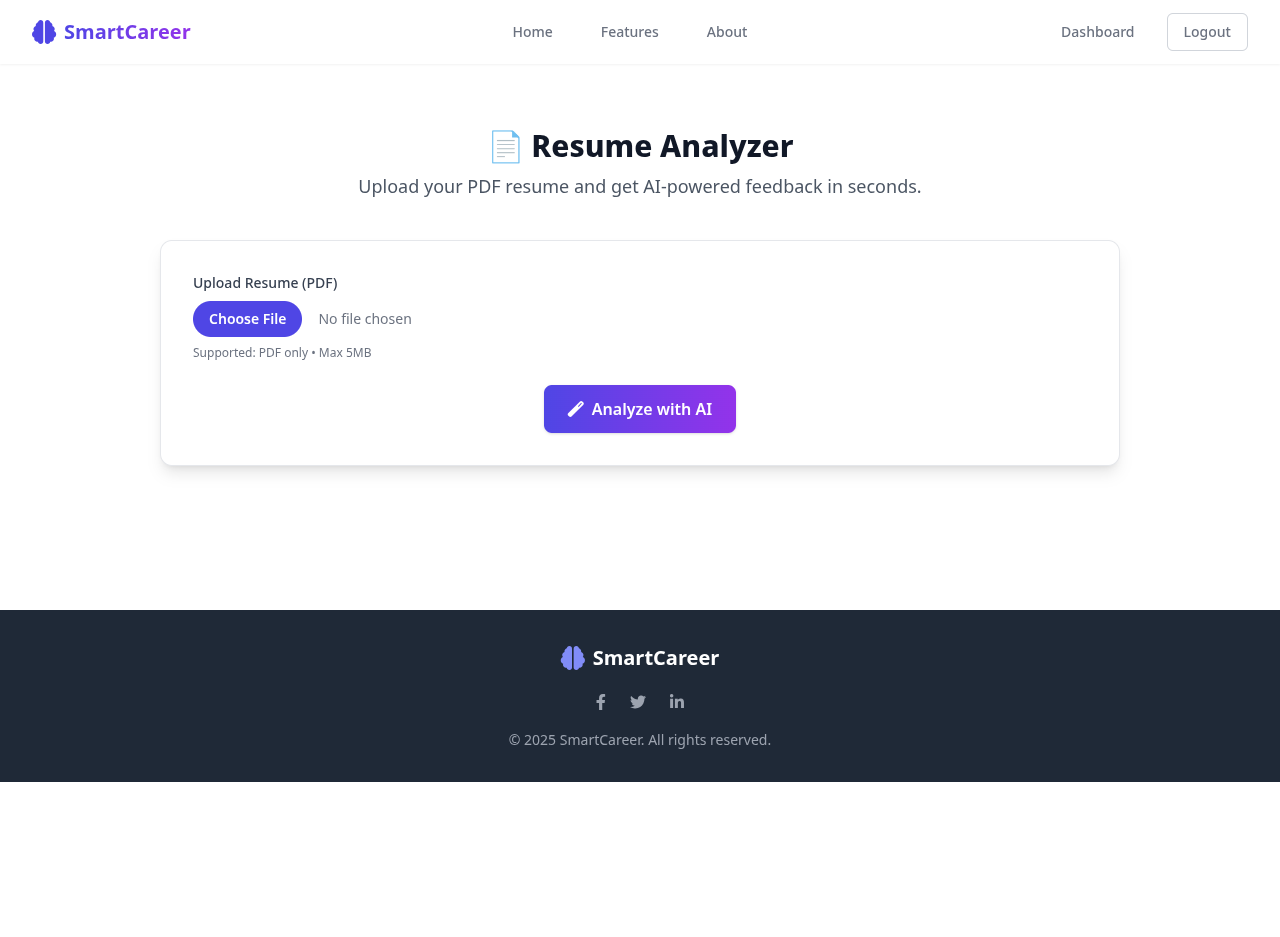 SmartCareer
Home
Features
About
Dashboard
Logout
📄 Resume Analyzer
Upload your PDF resume and get AI-powered feedback in seconds.
Upload Resume (PDF)
Choose File No file chosen
Supported: PDF only • Max 5MB
Analyze with AI
SmartCareer
© 2025 SmartCareer. All rights reserved.